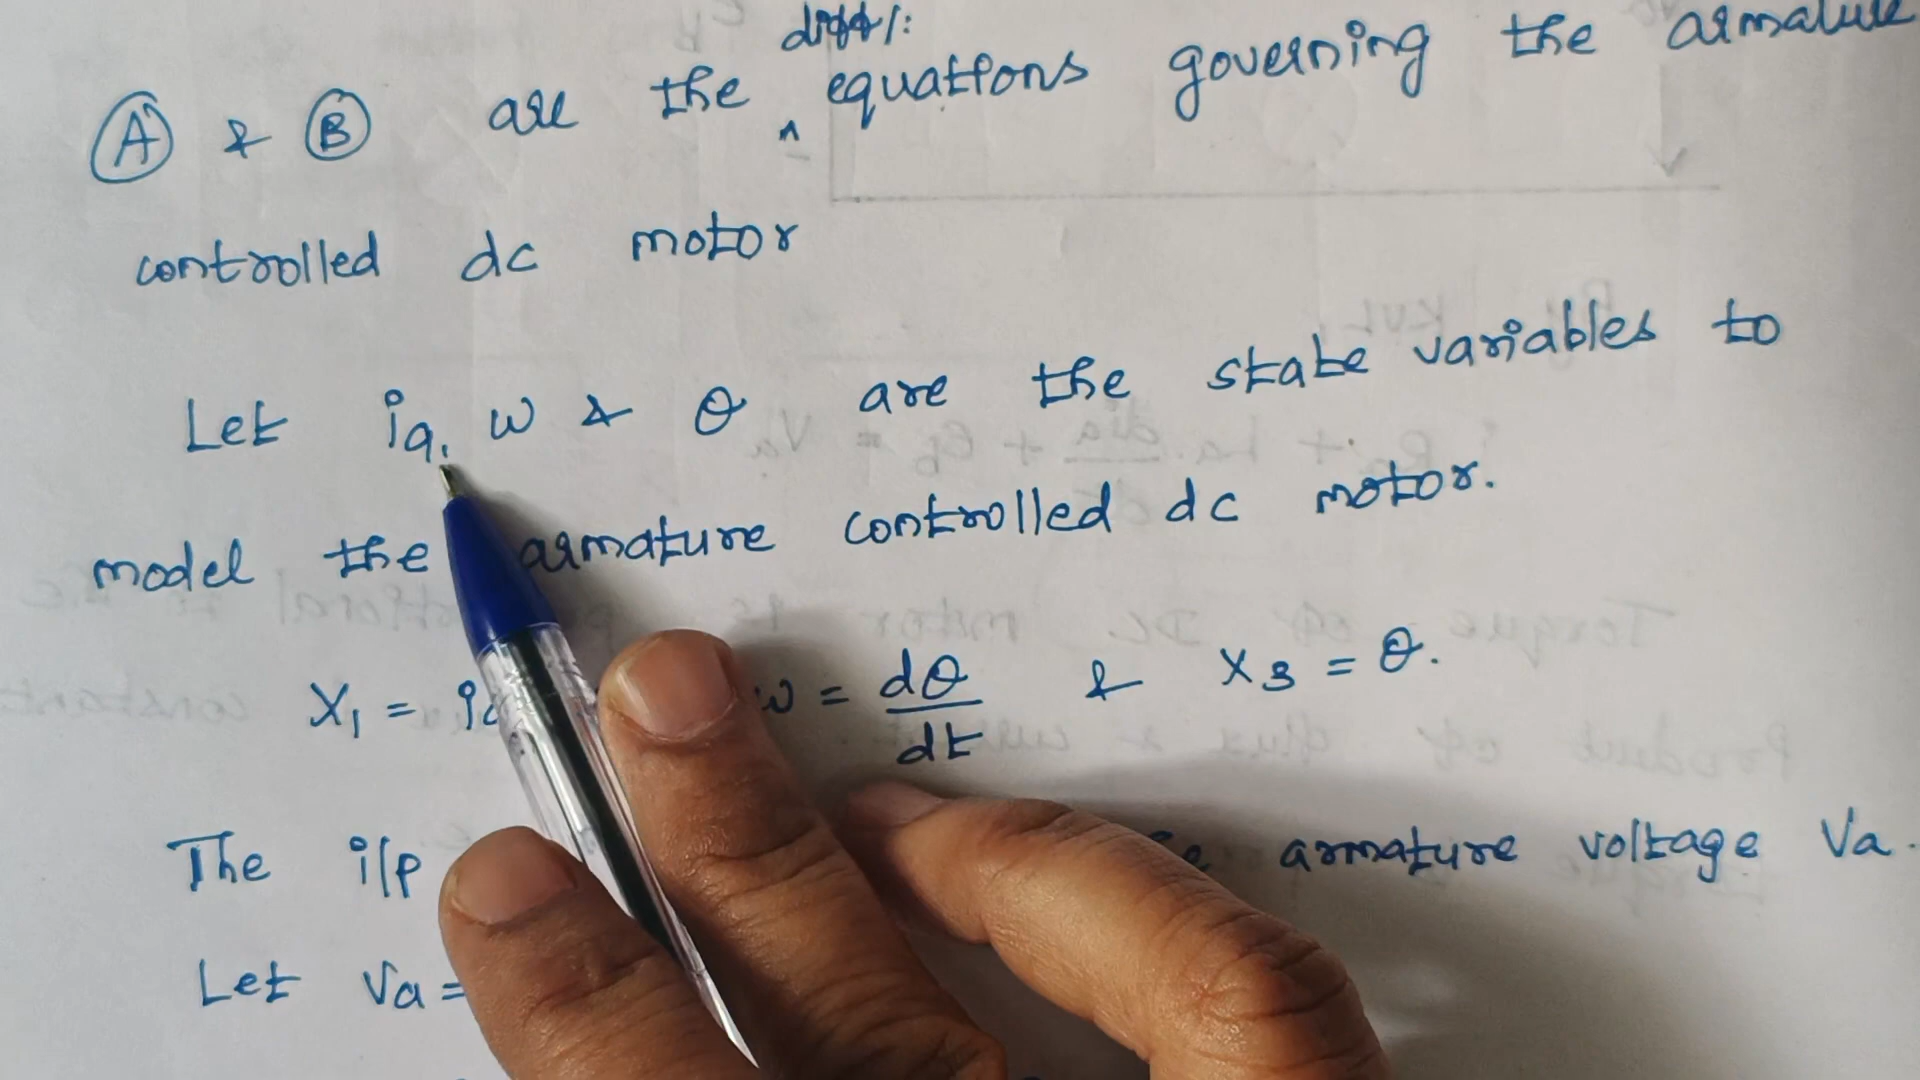 diff/:
(A) & (B) are the ^ equations governing the armature
controlled dc motor
Let ia, ω & θ are the state variables to
model the armature controlled dc motor.
X₁ = ω = dθ/dt & X₃ = θ.
The i/p armature voltage Va.
Let Va =